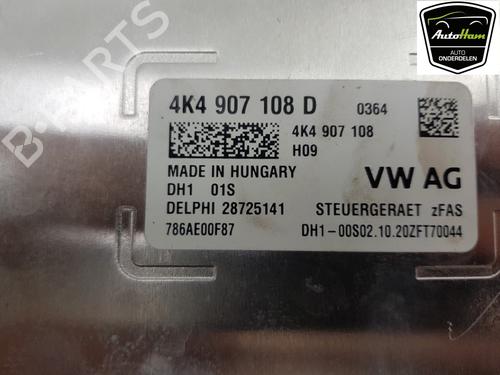 AutoHam
AUTO
ONDERDELEN
B-PARTS
4K4 907 108 D
0364
4K4 907 108
H09
MADE IN HUNGARY
DH1 01S
VW AG
DELPHI 28725141
STEUERGERAET zFAS
786AE00F87
DH1-00S02.10.20ZFT70044